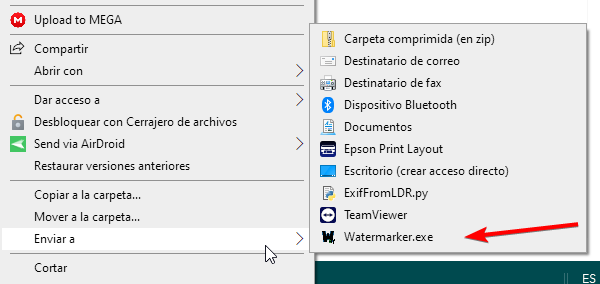 Upload to MEGA
Compartir
Abrir con
Dar acceso a
Desbloquear con Cerrajero de archivos
Send via AirDroid
Restaurar versiones anteriores
Copiar a la carpeta...
Mover a la carpeta...
Enviar a
Cortar
Carpeta comprimida (en zip)
Destinatario de correo
Destinatario de fax
Dispositivo Bluetooth
Documentos
Epson Print Layout
Escritorio (crear acceso directo)
ExifFromLDR.py
TeamViewer
Watermarker.exe
ES